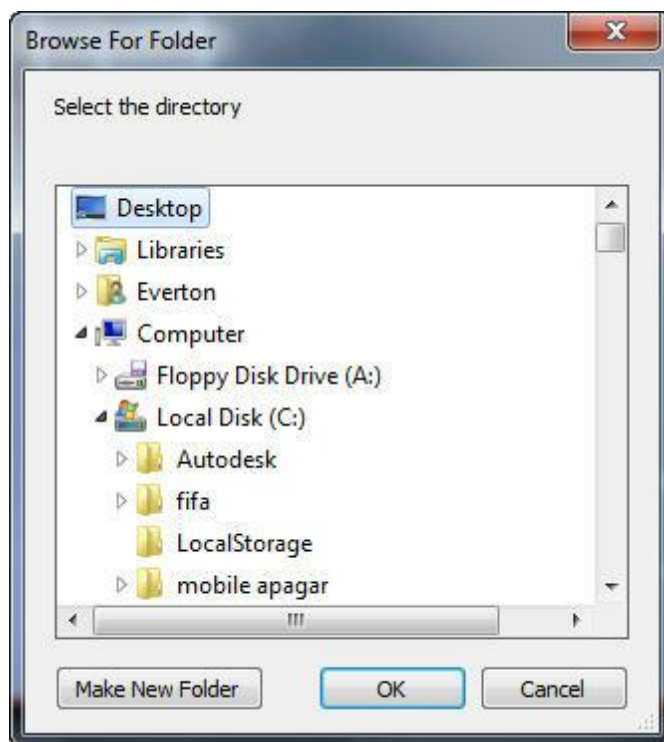 Browse For Folder
Select the directory
Desktop
Libraries
Everton
Computer
Floppy Disk Drive (A:)
Local Disk (C:)
Autodesk
fifa
LocalStorage
mobile apagar
Make New Folder
OK
Cancel